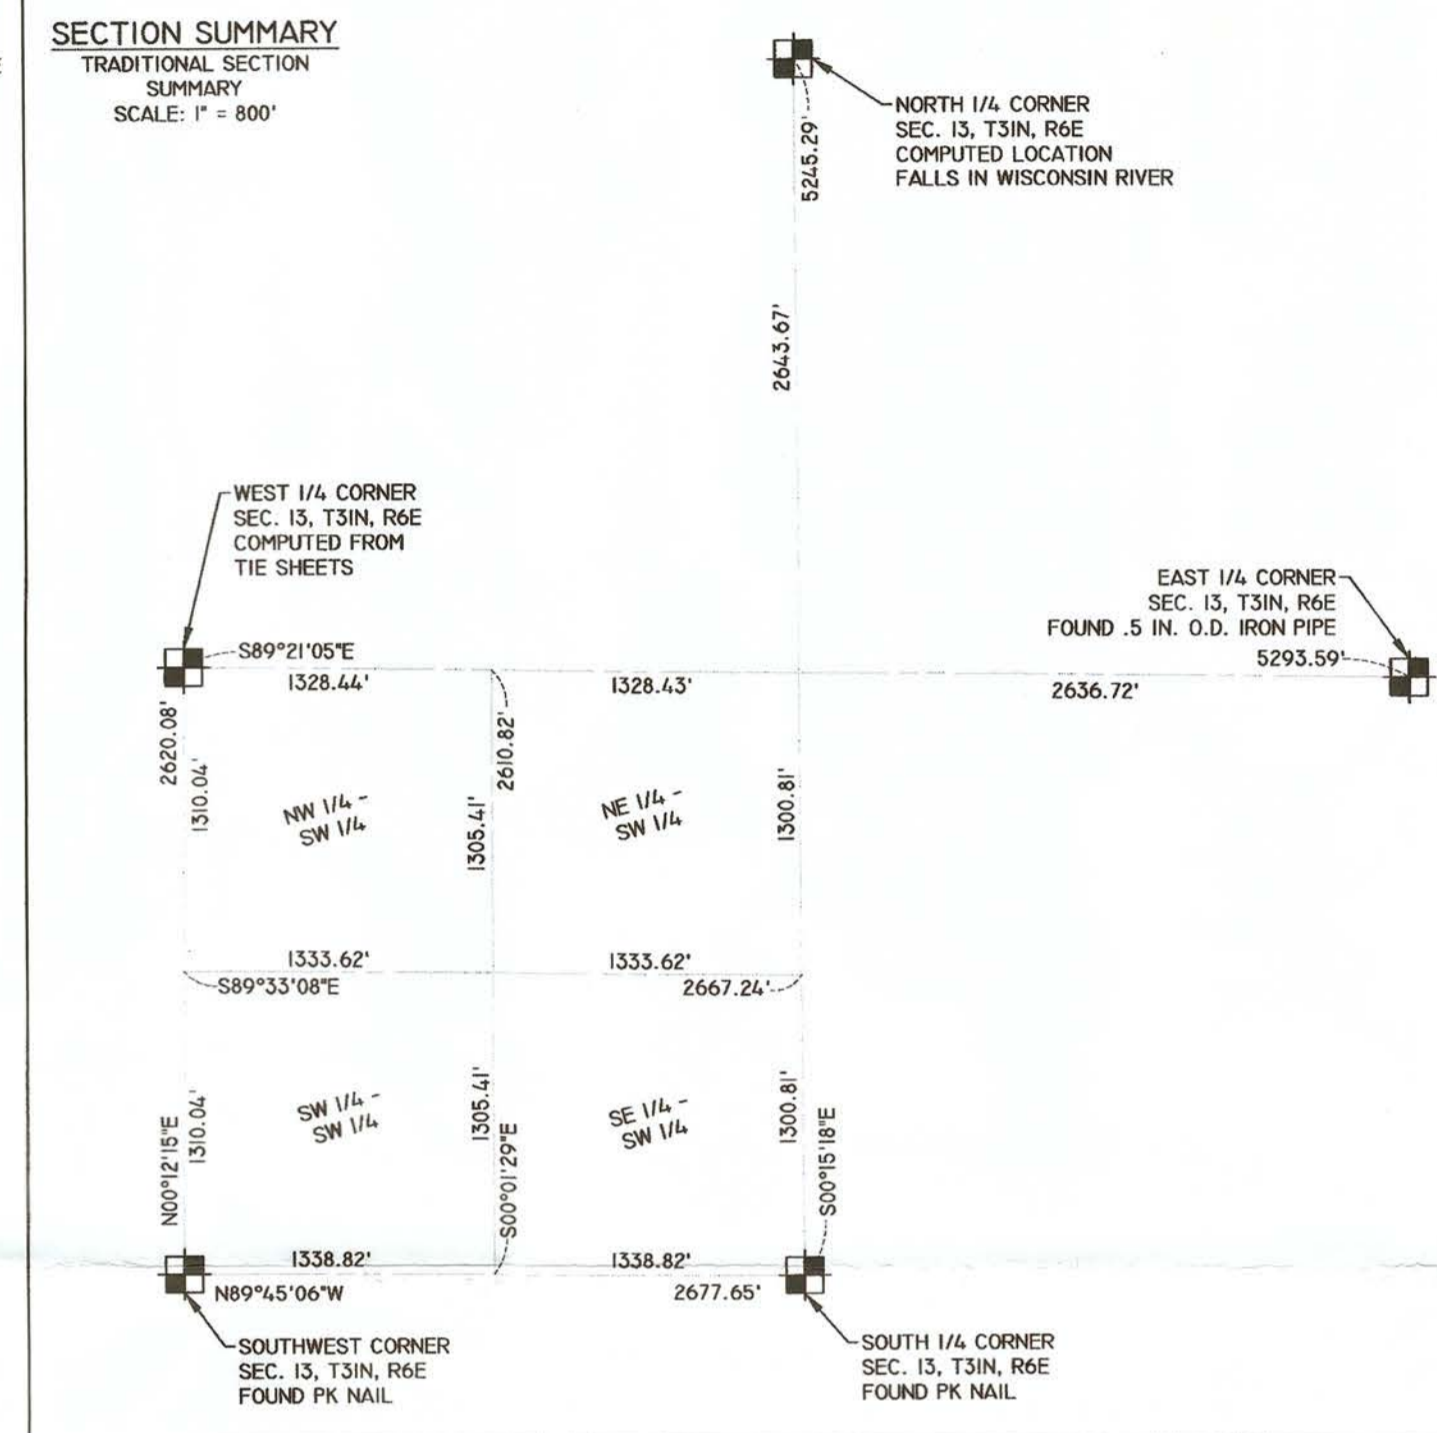 SECTION SUMMARY
TRADITIONAL SECTION
SUMMARY
SCALE: 1" = 800'
NORTH 1/4 CORNER
SEC. 13, T31N, R6E
COMPUTED LOCATION
FALLS IN WISCONSIN RIVER
5245.29'
2643.67'
WEST 1/4 CORNER
SEC. 13, T31N, R6E
COMPUTED FROM
TIE SHEETS
EAST 1/4 CORNER
SEC. 13, T31N, R6E
FOUND .5 IN. O.D. IRON PIPE
5293.59'
S89°21'05"E
1328.44'
1328.43'
2636.72'
2620.08'
1310.04'
2610.82'
1305.41'
1300.81'
NW 1/4 -
SW 1/4
NE 1/4 -
SW 1/4
1333.62'
1333.62'
S89°33'08"E
2667.24'
SW 1/4 -
SW 1/4
SE 1/4 -
SW 1/4
N00°12'15"E
1310.04'
1305.41'
S00°01'29"E
1300.81'
S00°15'18"E
1338.82'
1338.82'
N89°45'06"W
2677.65'
SOUTHWEST CORNER
SEC. 13, T31N, R6E
FOUND PK NAIL
SOUTH 1/4 CORNER
SEC. 13, T31N, R6E
FOUND PK NAIL